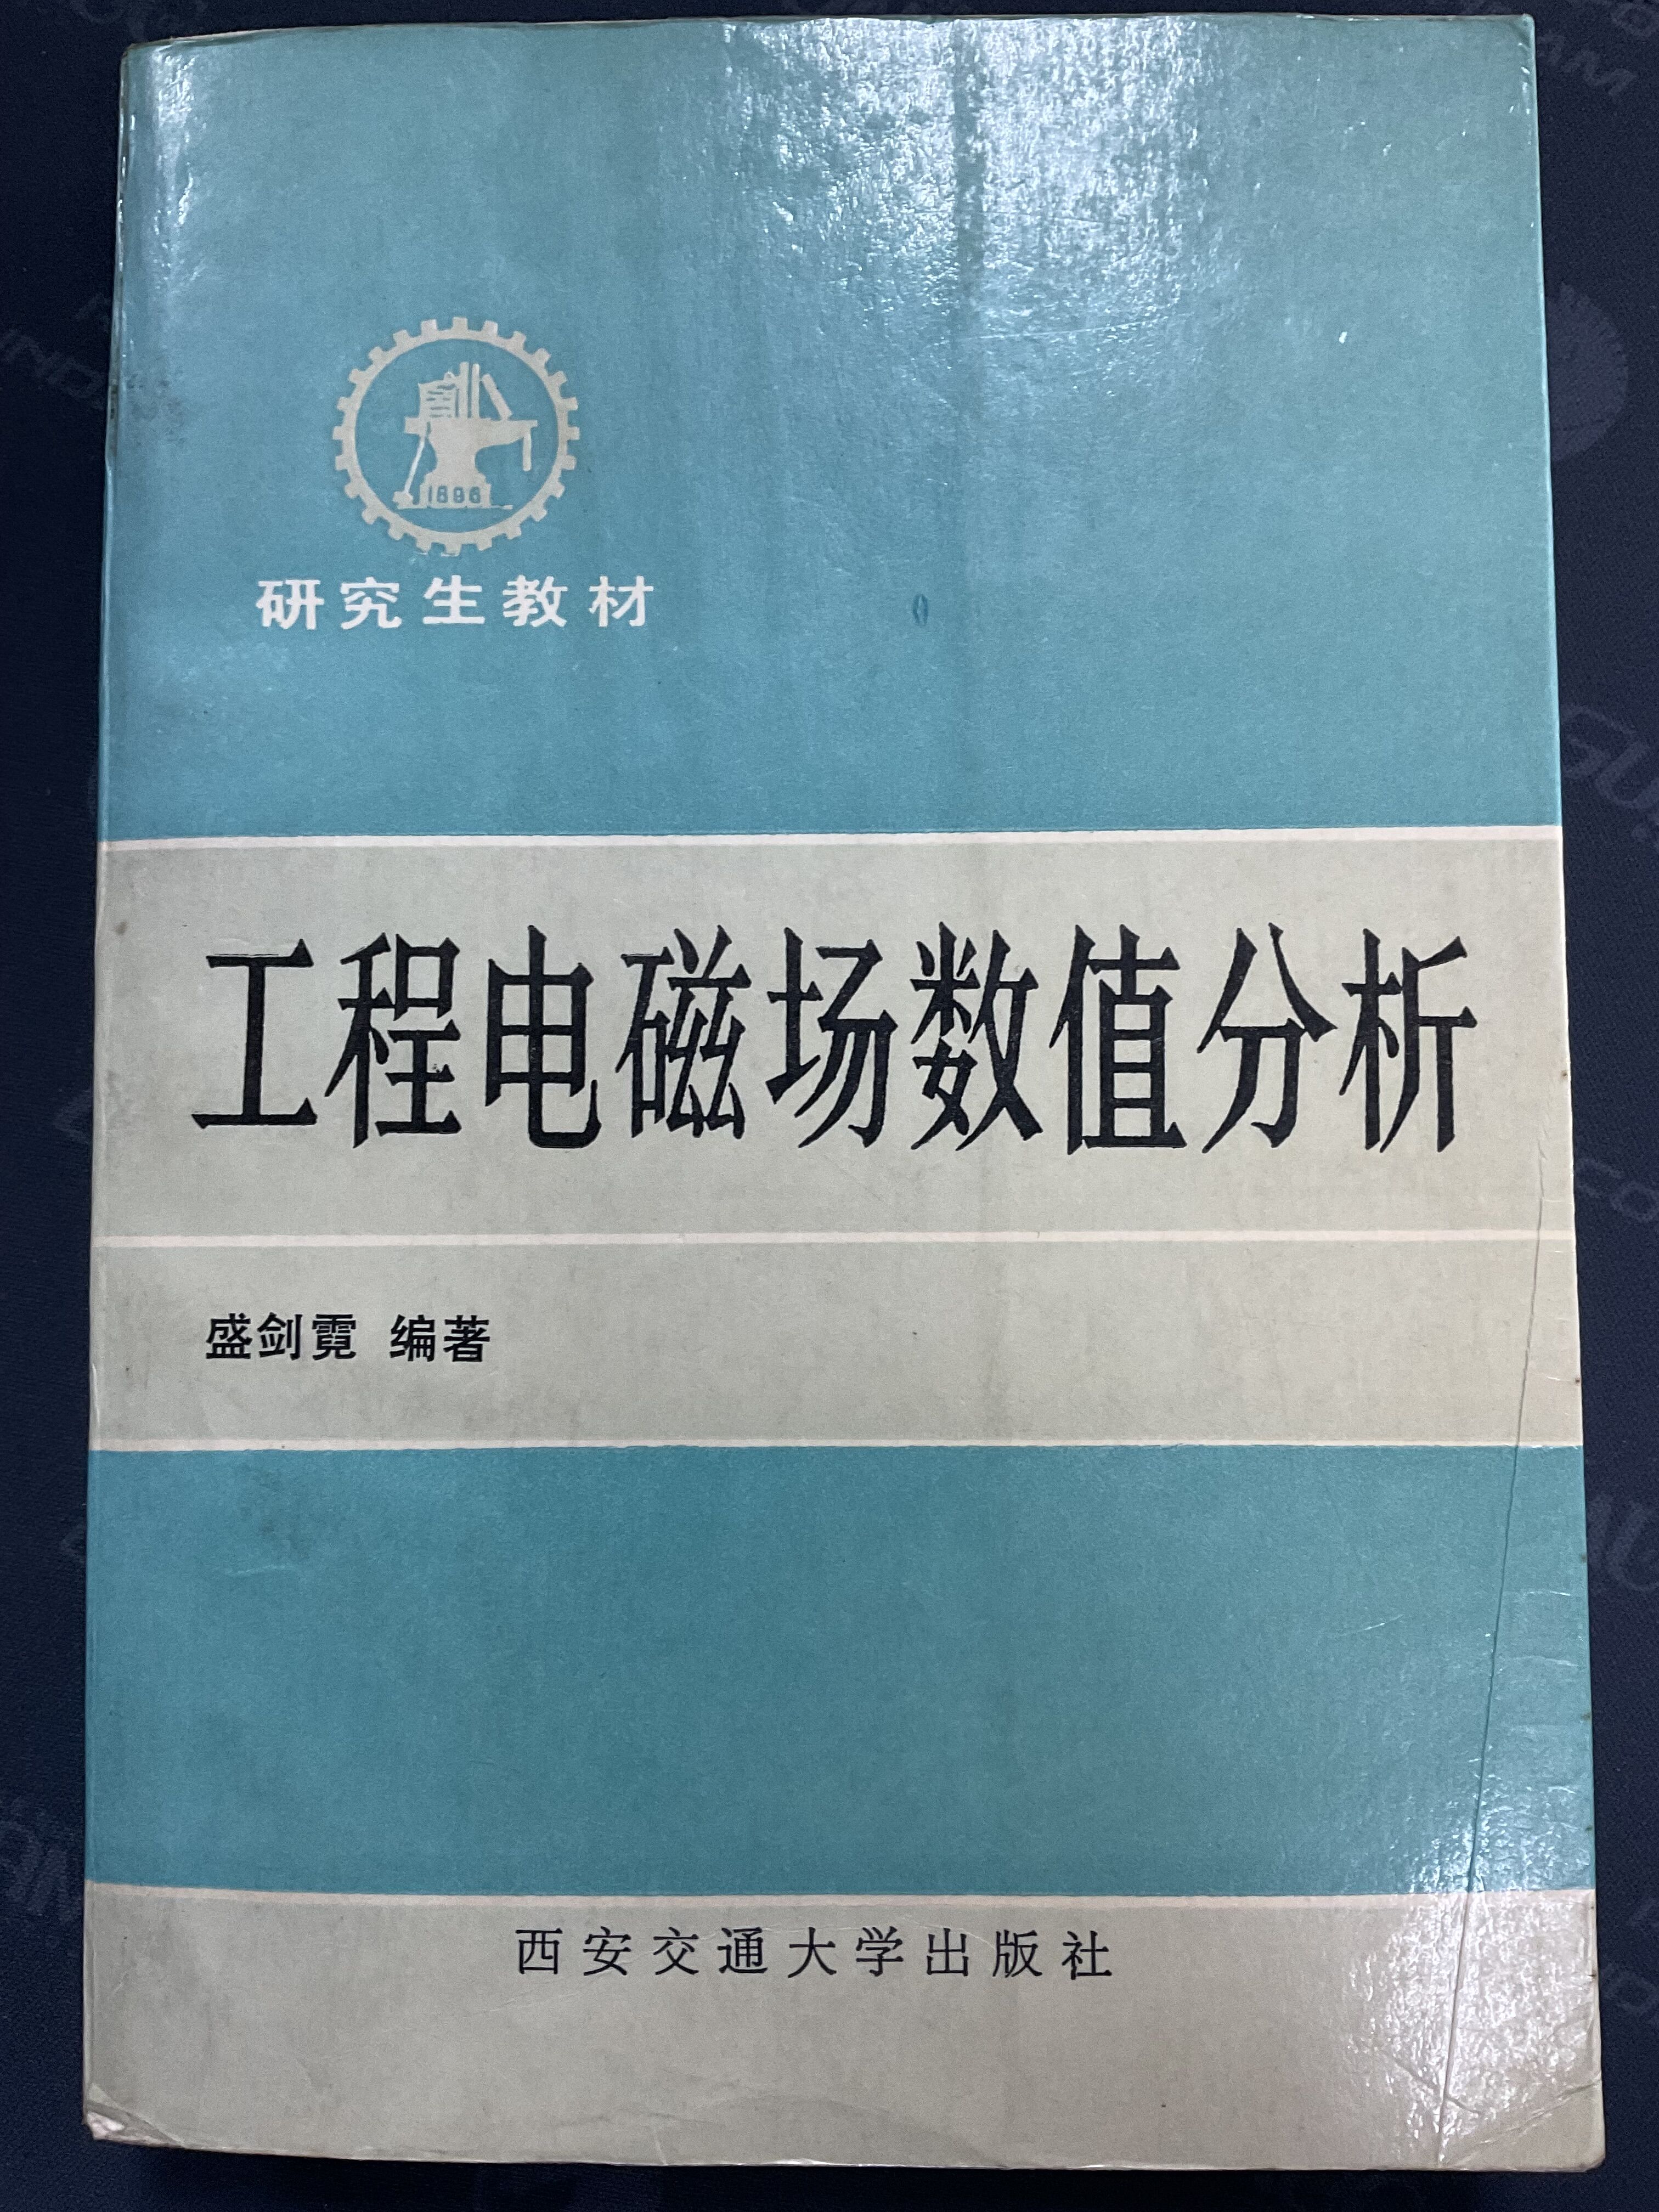 1896
研究生教材
工程电磁场数值分析
盛剑霓 编著
西安交通大学出版社